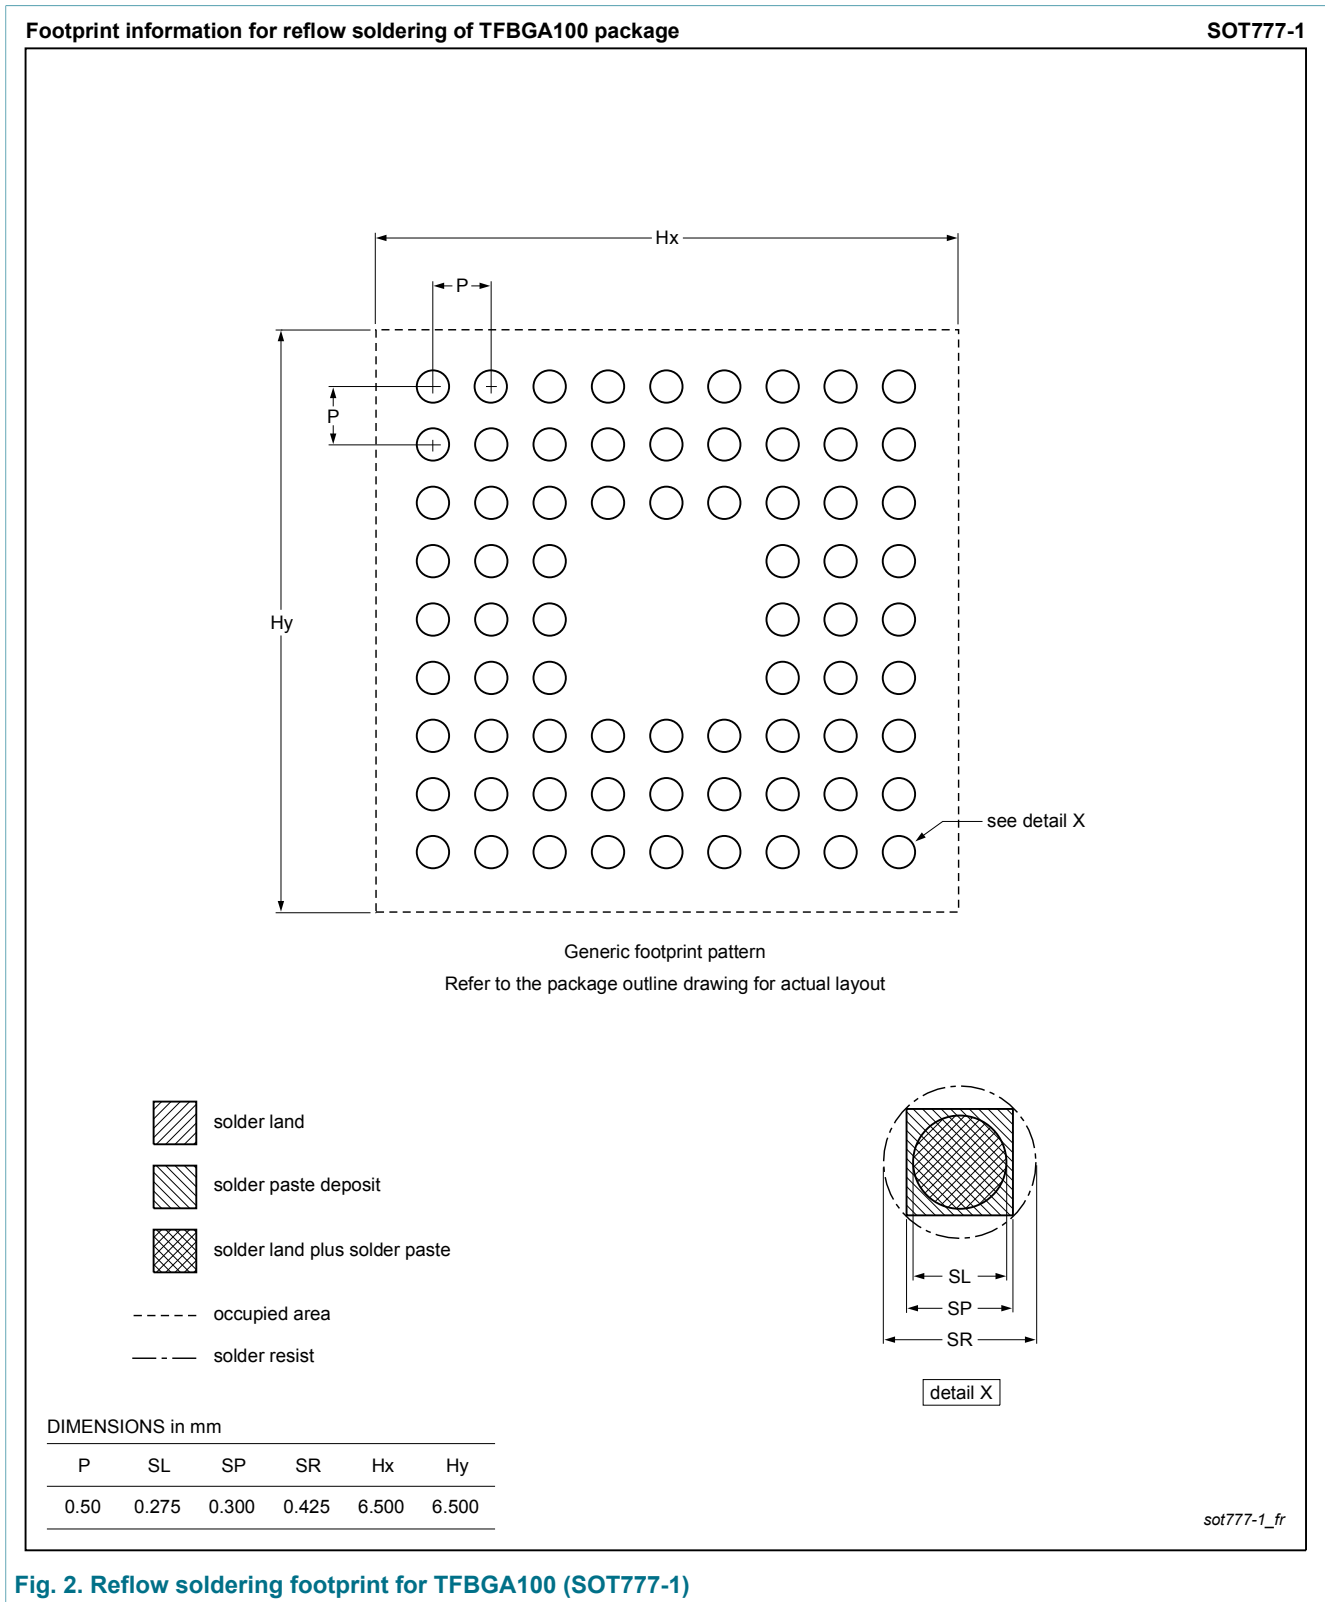 Footprint information for reflow soldering of TFBGA100 package SOT777-1
Hx
P
P
Hy
see detail X
Generic footprint pattern
Refer to the package outline drawing for actual layout
solder land
solder paste deposit
solder land plus solder paste
occupied area
solder resist
SL
SP
SR
detail X
DIMENSIONS in mm
P SL SP SR Hx Hy
0.50 0.275 0.300 0.425 6.500 6.500
sot777-1_fr
Fig. 2. Reflow soldering footprint for TFBGA100 (SOT777-1)